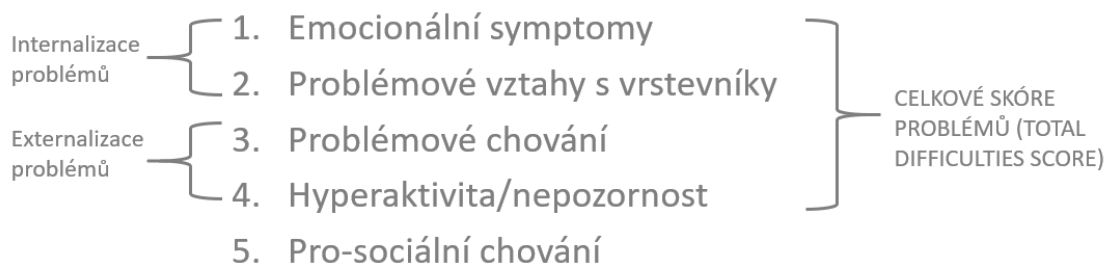 Internalizace
problémů
Externalizace
problémů
1. Emocionální symptomy
2. Problémové vztahy s vrstevníky
3. Problémové chování
4. Hyperaktivita/nepozornost
5. Pro-sociální chování
CELKOVÉ SKÓRE
PROBLÉMŮ (TOTAL
DIFFICULTIES SCORE)